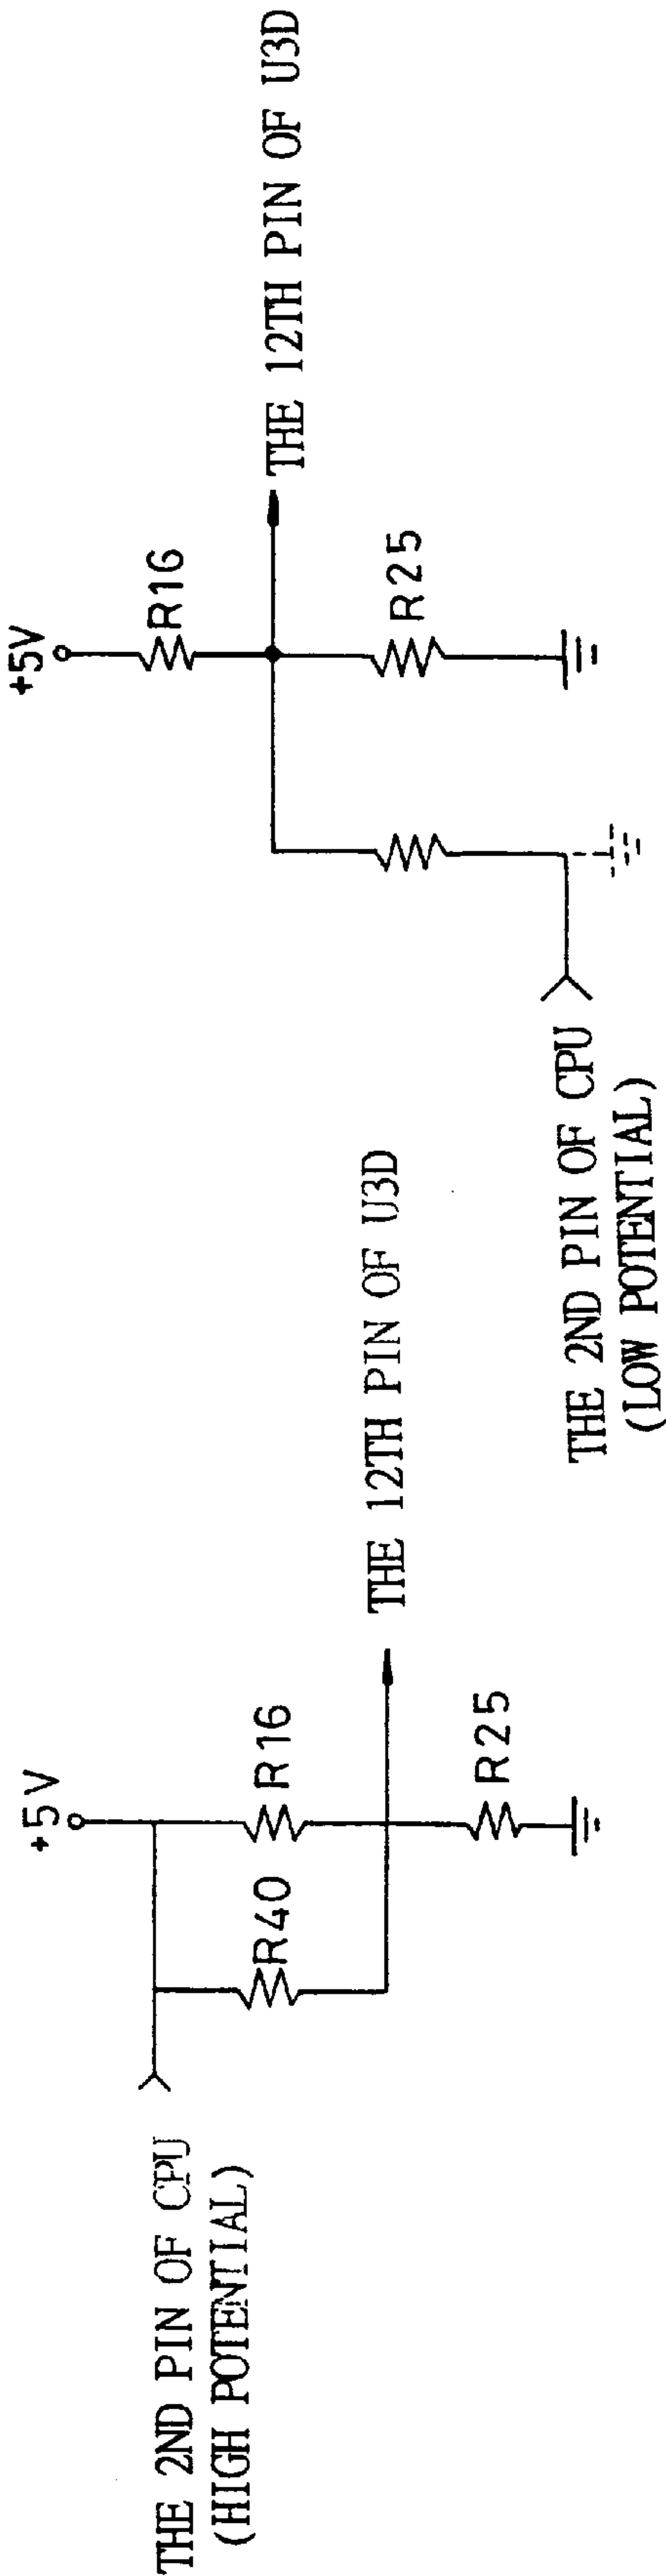 +5V
R40
R16
R25
THE 2ND PIN OF CPU
(HIGH POTENTIAL)
THE 12TH PIN OF U3D
+5V
R16
R25
THE 12TH PIN OF U3D
THE 2ND PIN OF CPU
(LOW POTENTIAL)